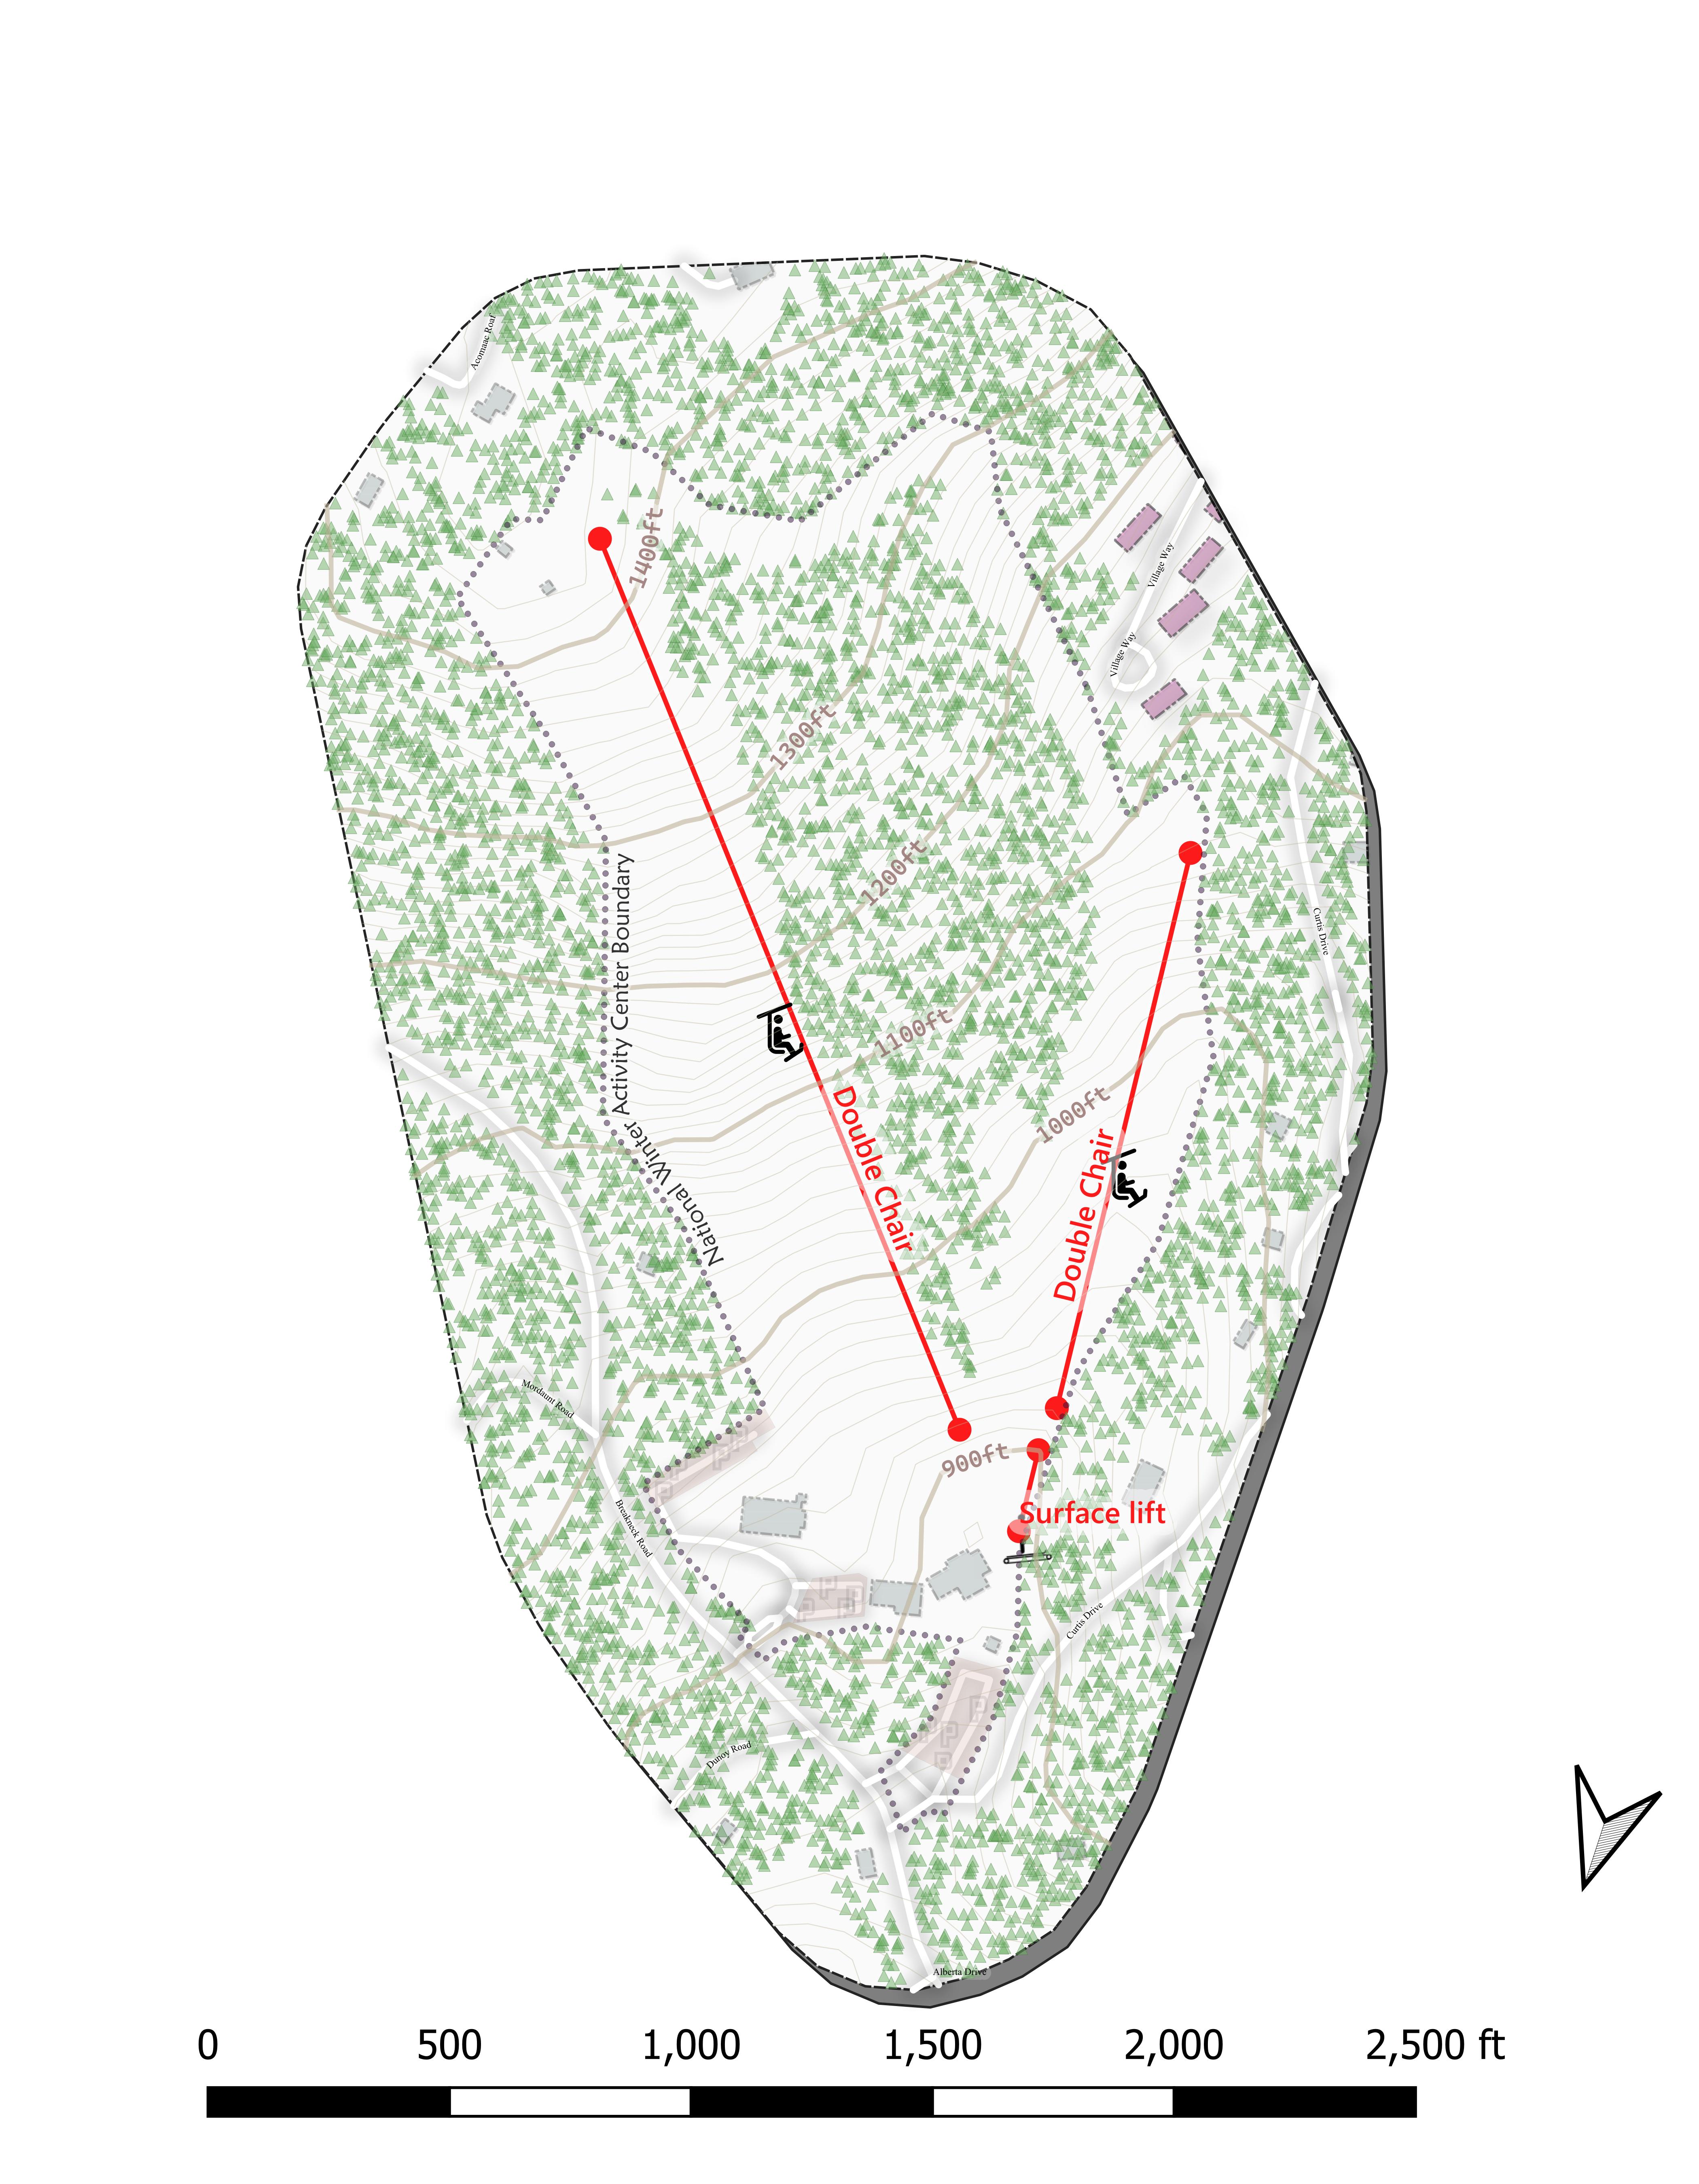 Acomaac Roaf
1400ft
Village Way
Village Way
1300ft
1200ft
National Winter Activity Center Boundary
Curtis Drive
1100ft
1000ft
Double Chair
Double Chair
Mordaunt Road
900ft
Surface lift
Breakneck Road
P P
P P
P P
P P
Curtis Drive
P
P
P
Dunoy Road
Alberta Drive
0 500 1,000 1,500 2,000 2,500 ft